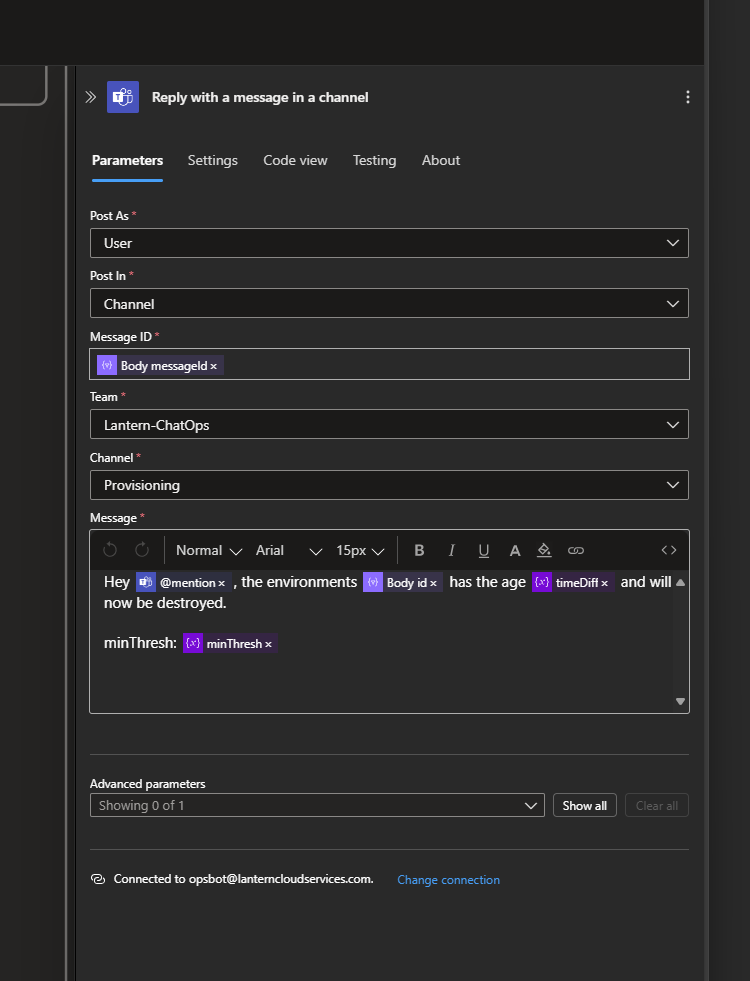 Reply with a message in a channel
Parameters Settings Code view Testing About
Post As *
User
Post In *
Channel
Message ID *
Body messageId ×
Team *
Lantern-ChatOps
Channel *
Provisioning
Message *
Normal Arial 15px B I U A <>
Hey @mention ×, the environments Body id × has the age timeDiff × and will
now be destroyed.
minThresh: minThresh ×
Advanced parameters
Showing 0 of 1 Show all Clear all
Connected to opsbot@lanterncloudservices.com. Change connection